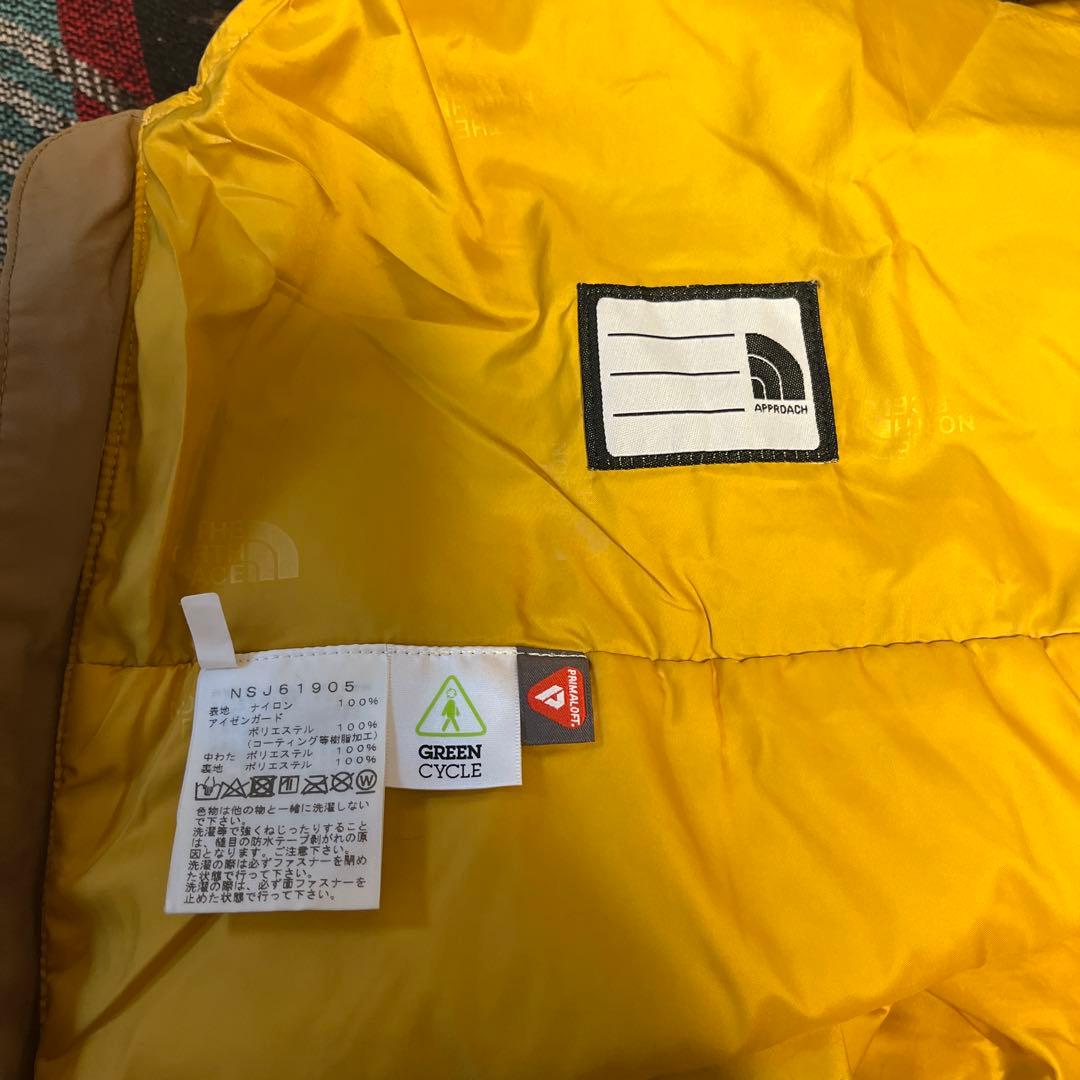 THE
APPROACH
THE
NORTH
FACE
NSJ61905
表地 ナイロン 100%
アイゼンガード
ポリエステル 100%
(コーティング等樹脂加工)
中わた ポリエステル 100%
裏地 ポリエステル 100%
W
色物は他の物と一緒に洗濯しない
で下さい。
洗濯等で強くねじったりすること
は、縫目の防水テープ剥がれの原
因となります。ご注意下さい。
洗濯の際は必ずファスナーを閉め
た状態で行って下さい。
洗濯の際は、必ず面ファスナーを
止めた状態で行って下さい。
GREEN
CYCLE
PRIMALOFT.